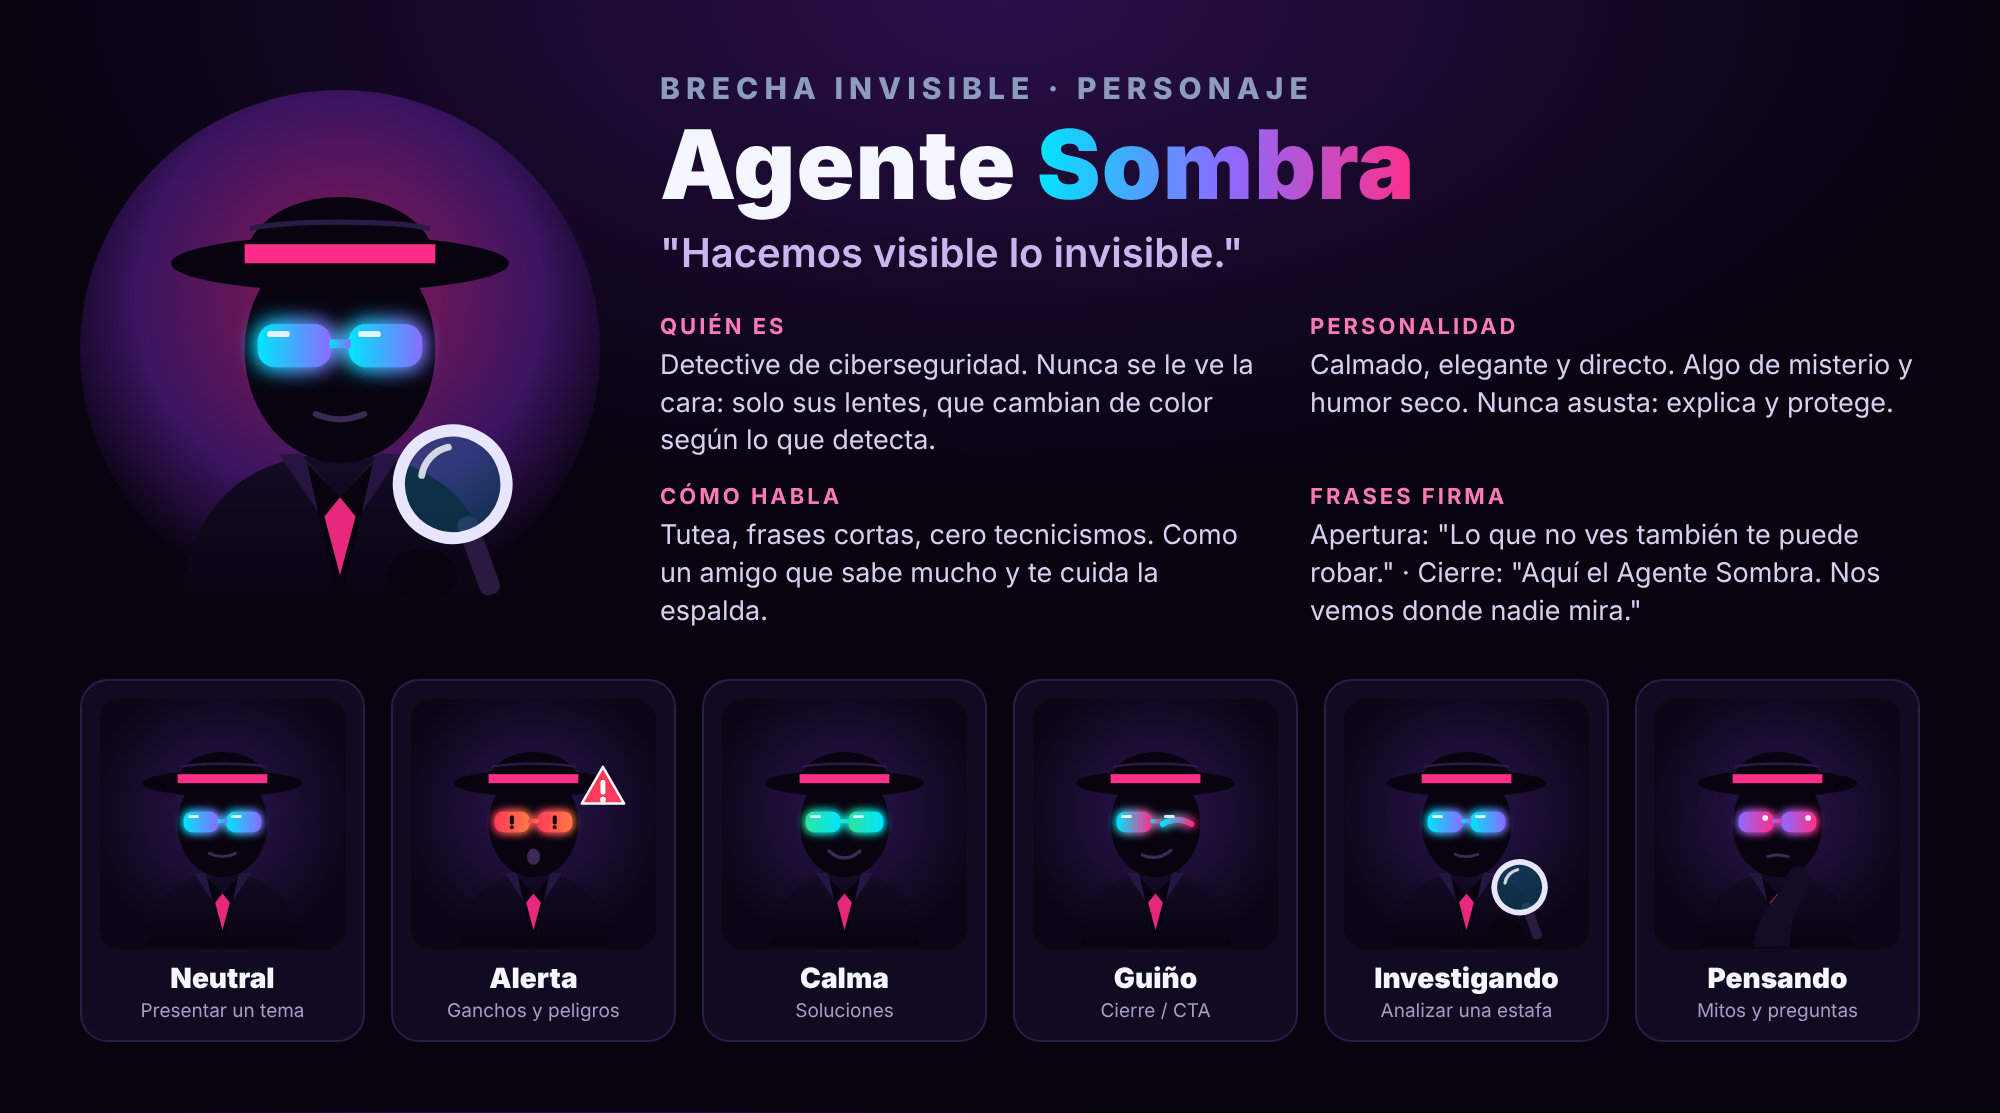 BRECHA INVISIBLE · PERSONAJE
Agente Sombra
"Hacemos visible lo invisible."
QUIÉN ES
Detective de ciberseguridad. Nunca se le ve la
cara: solo sus lentes, que cambian de color
según lo que detecta.
PERSONALIDAD
Calmado, elegante y directo. Algo de misterio y
humor seco. Nunca asusta: explica y protege.
CÓMO HABLA
Tutea, frases cortas, cero tecnicismos. Como
un amigo que sabe mucho y te cuida la
espalda.
FRASES FIRMA
Apertura: "Lo que no ves también te puede
robar." · Cierre: "Aquí el Agente Sombra. Nos
vemos donde nadie mira."
Neutral
Presentar un tema
Alerta
Ganchos y peligros
Calma
Soluciones
Guiño
Cierre / CTA
Investigando
Analizar una estafa
Pensando
Mitos y preguntas